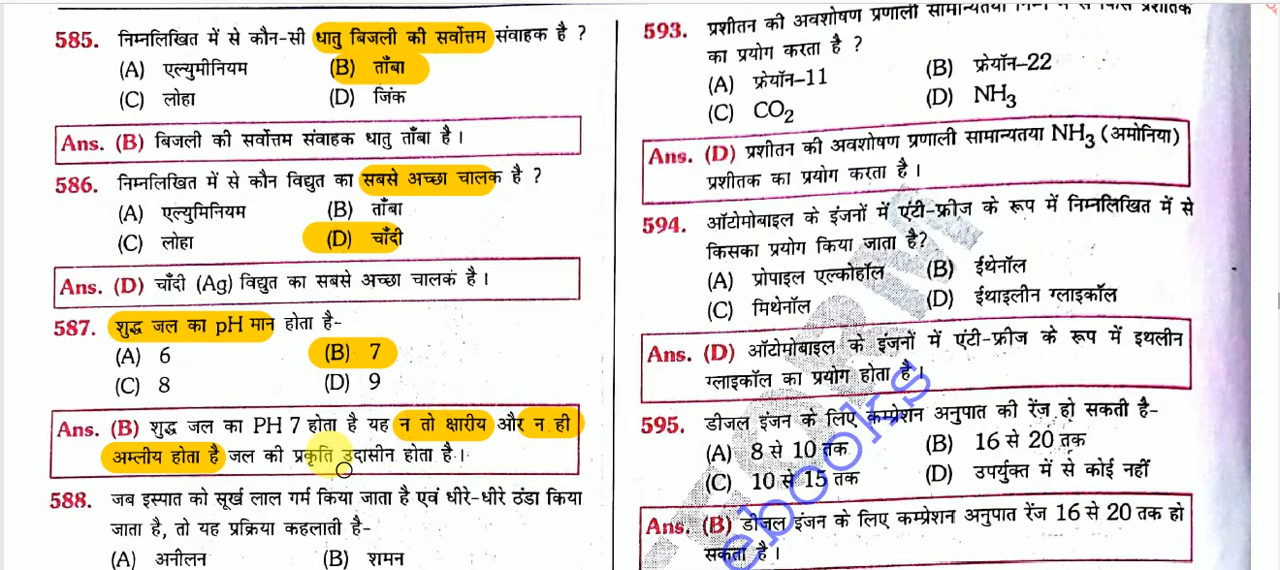 585. निम्नलिखित में से कौन-सी धातु बिजली की सर्वोत्तम संवाहक है ?
(A) एल्युमीनियम (B) ताँबा
(C) लोहा (D) जिंक
Ans. (B) बिजली की सर्वोत्तम संवाहक धातु ताँबा है।
586. निम्नलिखित में से कौन विद्युत का सबसे अच्छा चालक है ?
(A) एल्युमिनियम (B) ताँबा
(C) लोहा (D) चाँदी
Ans. (D) चाँदी (Ag) विद्युत का सबसे अच्छा चालक है।
587. शुद्ध जल का pH मान होता है-
(A) 6 (B) 7
(C) 8 (D) 9
Ans. (B) शुद्ध जल का PH 7 होता है यह न तो क्षारीय और न ही
अम्लीय होता है जल की प्रकृति उदासीन होता है।
588. जब इस्पात को सूर्ख लाल गर्म किया जाता है एवं धीरे-धीरे ठंडा किया
जाता है, तो यह प्रक्रिया कहलाती है-
(A) अनीलन (B) शमन
593. प्रशीतन की अवशोषण प्रणाली सामान्यतया निम्न में से किस प्रशीतक
का प्रयोग करता है ?
(A) फ्रेयॉन-11 (B) फ्रेयॉन-22
(C) CO2 (D) NH3
Ans. (D) प्रशीतन की अवशोषण प्रणाली सामान्यतया NH3 (अमोनिया)
प्रशीतक का प्रयोग करता है।
594. ऑटोमोबाइल के इंजनों में एंटी-फ्रीज के रूप में निम्नलिखित में से
किसका प्रयोग किया जाता है?
(A) प्रोपाइल एल्कोहॉल (B) ईथेनॉल
(C) मिथेनॉल (D) ईथाइलीन ग्लाइकॉल
Ans. (D) ऑटोमोबाइल के इंजनों में एंटी-फ्रीज के रूप में इथलीन
ग्लाइकॉल का प्रयोग होता है।
595. डीजल इंजन के लिए कम्प्रेशन अनुपात की रेंज हो सकती है-
(A) 8 से 10 तक (B) 16 से 20 तक
(C) 10 से 15 तक (D) उपर्युक्त में से कोई नहीं
Ans. (B) डीजल इंजन के लिए कम्प्रेशन अनुपात रेंज 16 से 20 तक हो
सकता है।
ebooks